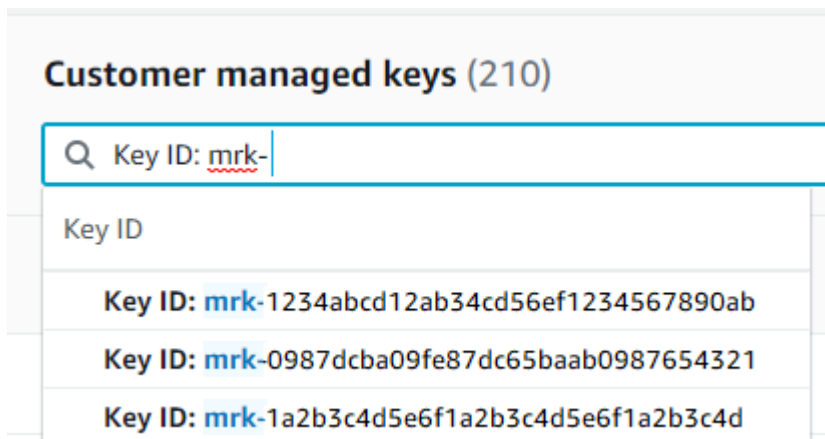 Customer managed keys (210)
Key ID: mrk-
Key ID
Key ID: mrk-1234abcd12ab34cd56ef1234567890ab
Key ID: mrk-0987dcba09fe87dc65baab0987654321
Key ID: mrk-1a2b3c4d5e6f1a2b3c4d5e6f1a2b3c4d